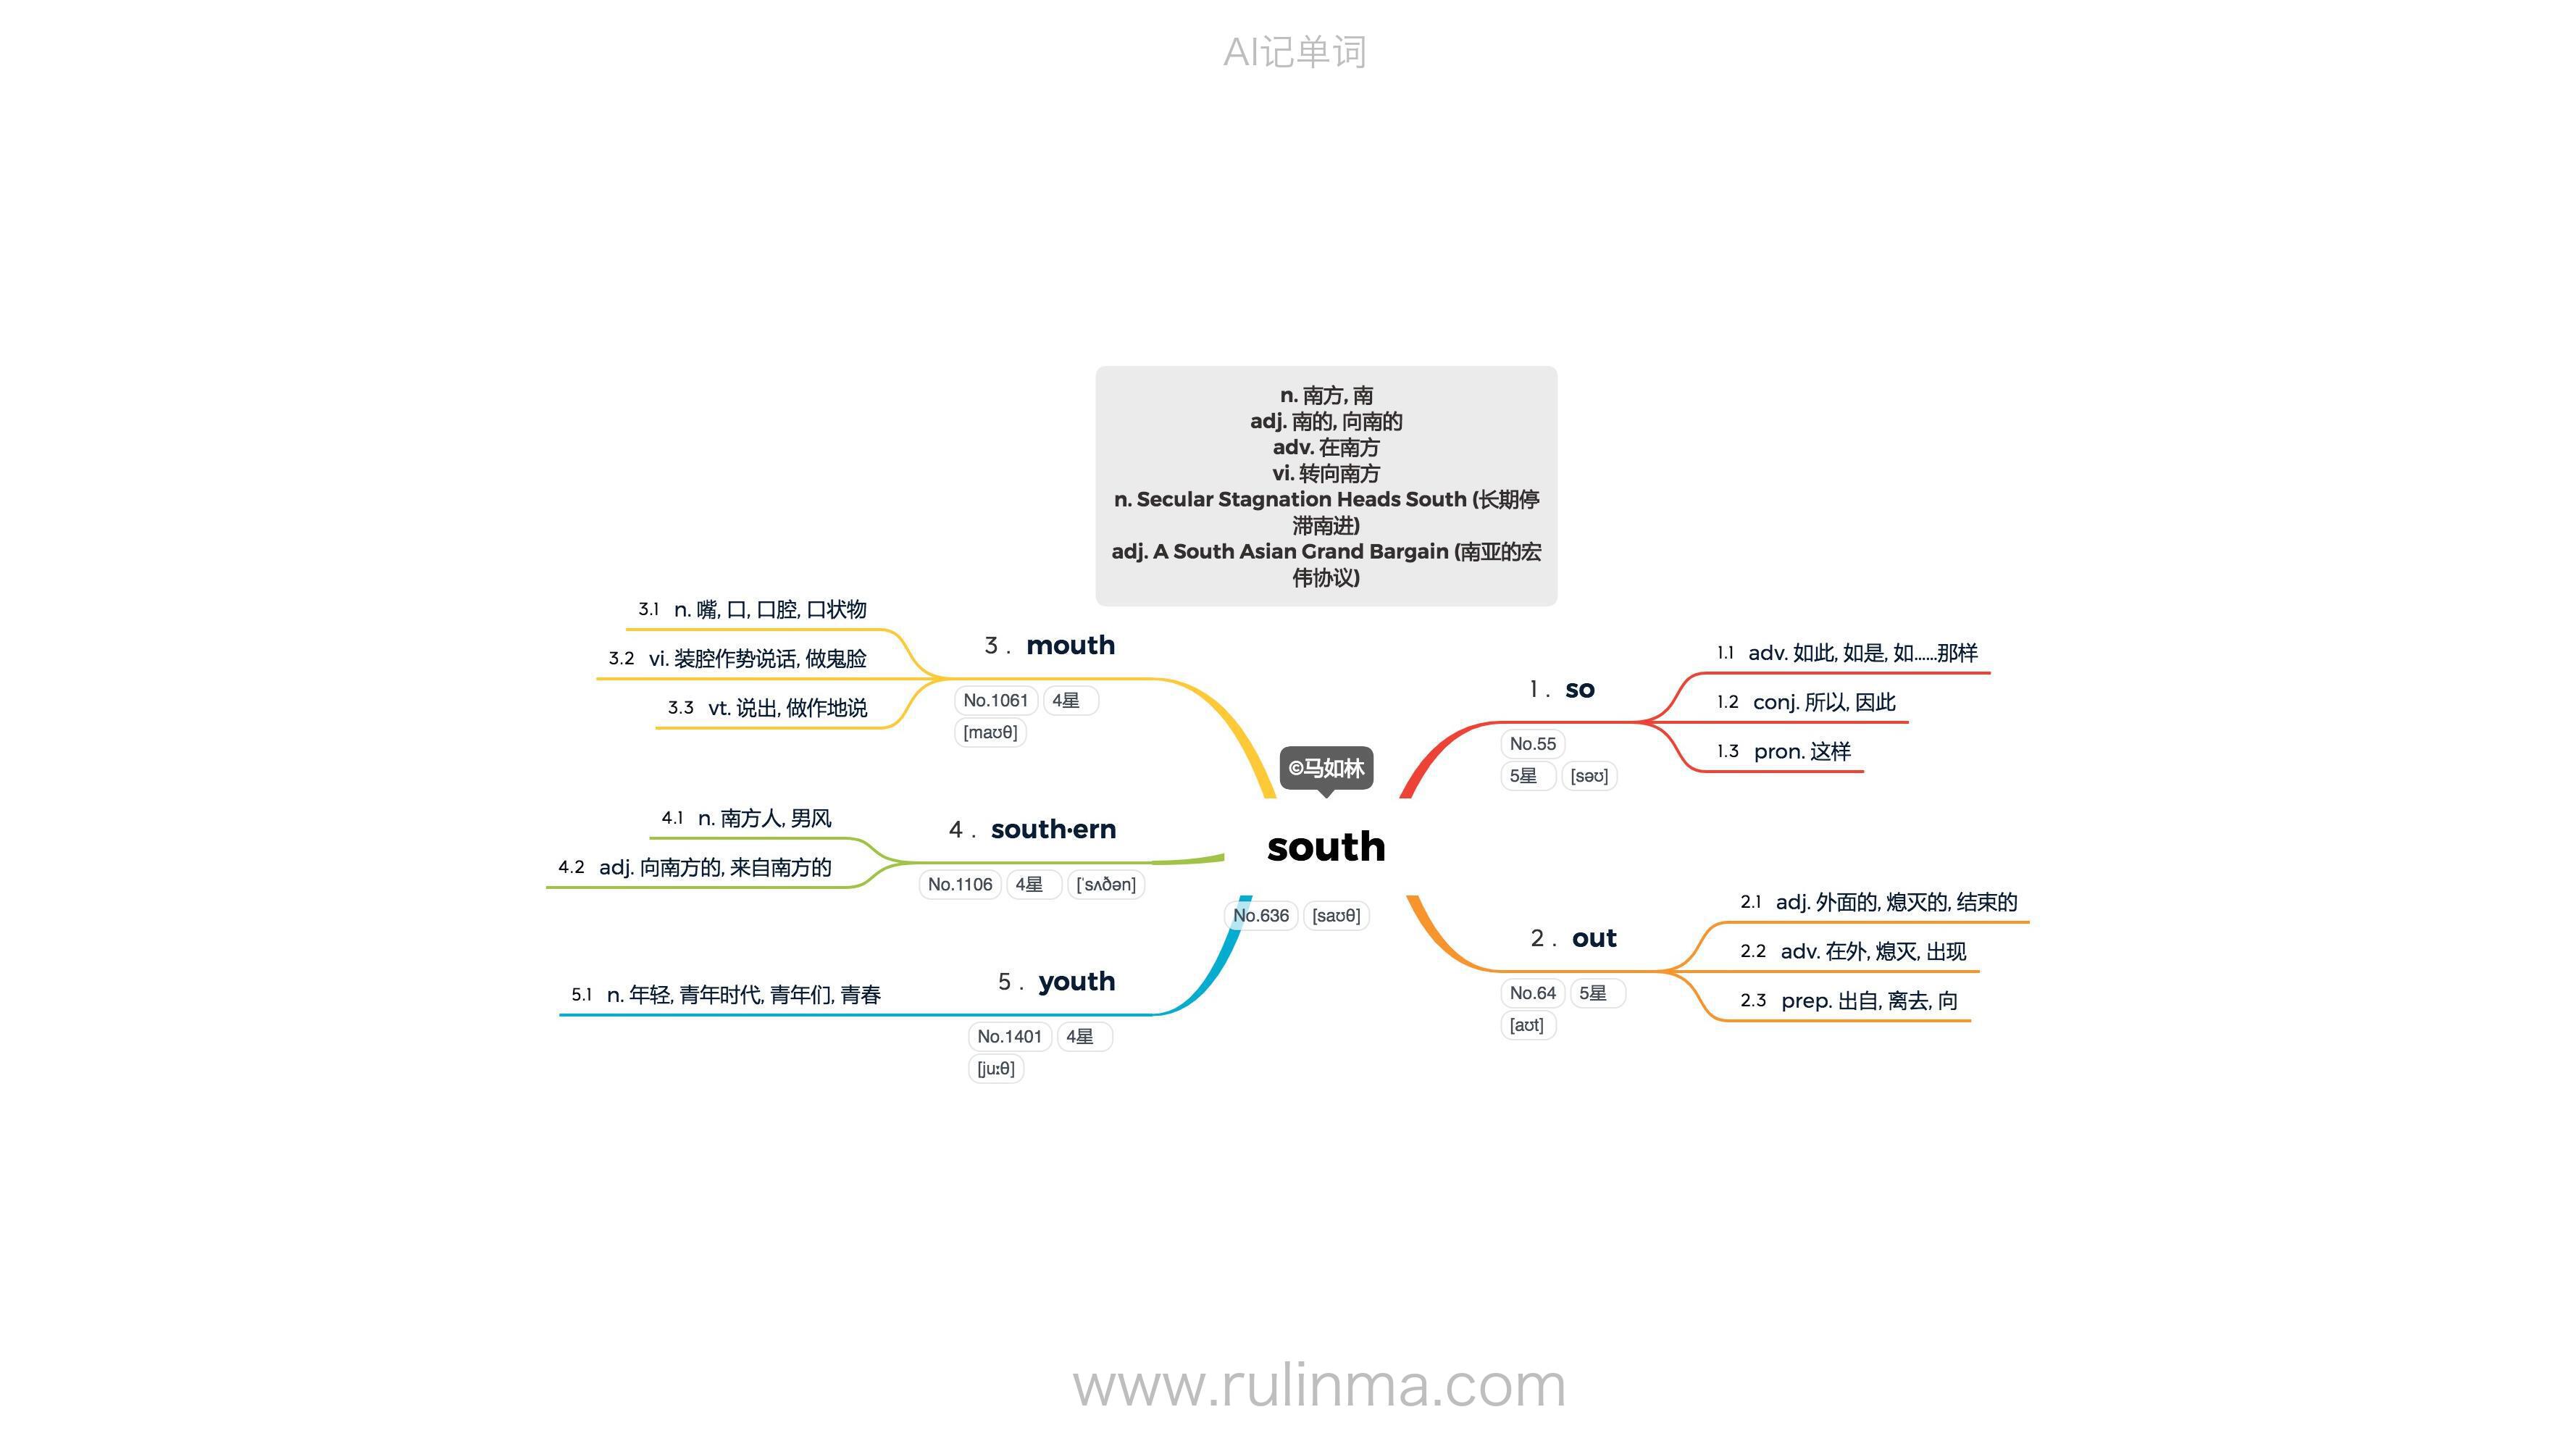 AI记单词
n. 南方, 南
adj. 南的, 向南的
adv. 在南方
vi. 转向南方
n. Secular Stagnation Heads South (长期停
滞南进)
adj. A South Asian Grand Bargain (南亚的宏
伟协议)
©马如林
south
No.636 [saʊθ]
1 . so
No.55
5星 [səʊ]
1.1 adv. 如此, 如是, 如……那样
1.2 conj. 所以, 因此
1.3 pron. 这样
2 . out
No.64 5星
[aʊt]
2.1 adj. 外面的, 熄灭的, 结束的
2.2 adv. 在外, 熄灭, 出现
2.3 prep. 出自, 离去, 向
3 . mouth
No.1061 4星
[maʊθ]
3.1 n. 嘴, 口, 口腔, 口状物
3.2 vi. 装腔作势说话, 做鬼脸
3.3 vt. 说出, 做作地说
4 . south·ern
No.1106 4星 [ˈsʌðən]
4.1 n. 南方人, 男风
4.2 adj. 向南方的, 来自南方的
5 . youth
No.1401 4星
[juːθ]
5.1 n. 年轻, 青年时代, 青年们, 青春
www.rulinma.com